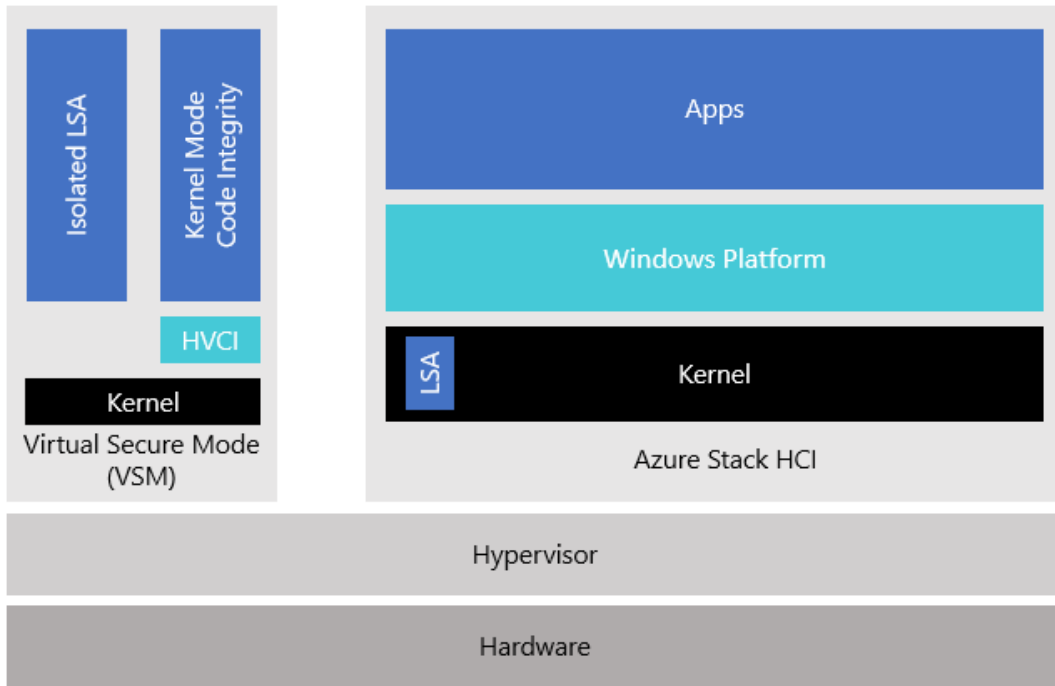 Isolated LSA
Kernel Mode
Code Integrity
HVCI
Kernel
Virtual Secure Mode
(VSM)
Apps
Windows Platform
LSA
Kernel
Azure Stack HCI
Hypervisor
Hardware